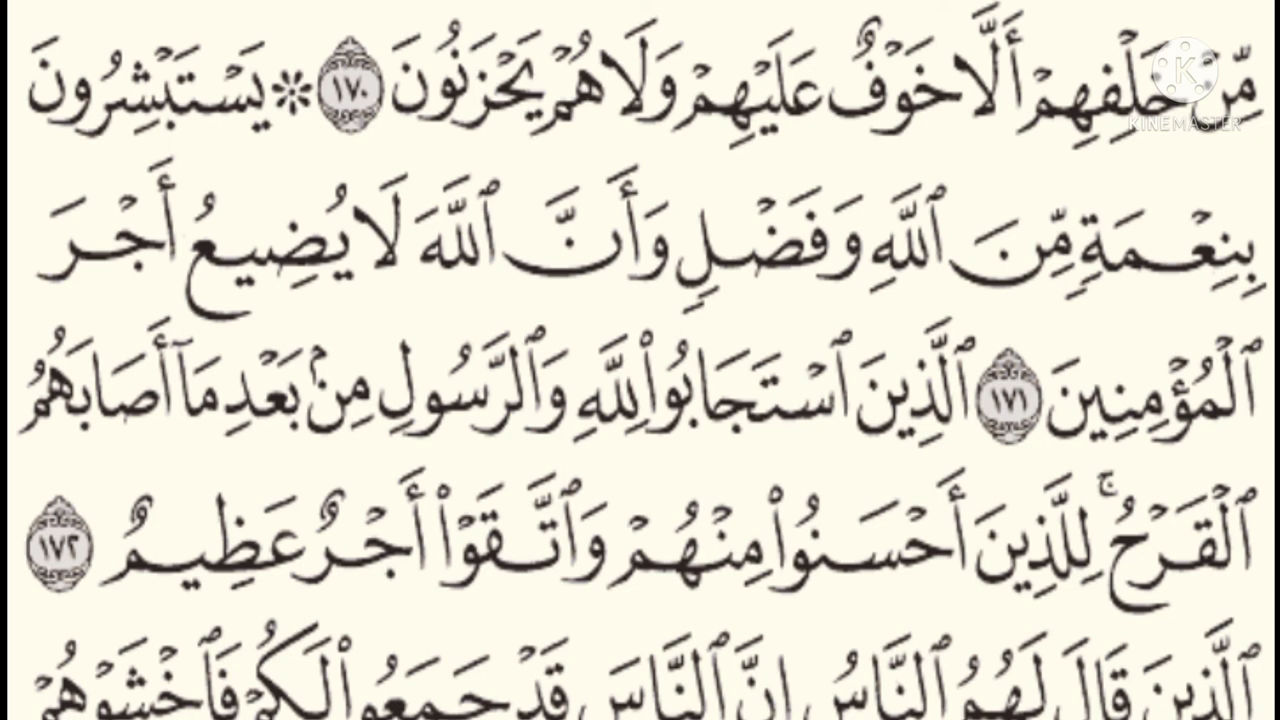 مِّنْ خَلْفِهِمْ أَلَّا خَوْفٌ عَلَيْهِمْ وَلَا هُمْ يَحْزَنُونَ ١٧٠ ۞ يَسْتَبْشِرُونَ
K
KINEMASTER
بِنِعْمَةٍ مِّنَ ٱللَّهِ وَفَضْلٍ وَأَنَّ ٱللَّهَ لَا يُضِيعُ أَجْرَ
ٱلْمُؤْمِنِينَ ١٧١ ٱلَّذِينَ ٱسْتَجَابُوا۟ لِلَّهِ وَٱلرَّسُولِ مِنۢ بَعْدِ مَآ أَصَابَهُمُ
ٱلْقَرْحُ ۚ لِلَّذِينَ أَحْسَنُوا۟ مِنْهُمْ وَٱتَّقَوْا۟ أَجْرٌ عَظِيمٌ ١٧٢
ٱلَّذِينَ قَالَ لَهُمُ ٱلنَّاسُ إِنَّ ٱلنَّاسَ قَدْ جَمَعُوا۟ لَكُمْ فَٱخْشَوْهُمْ